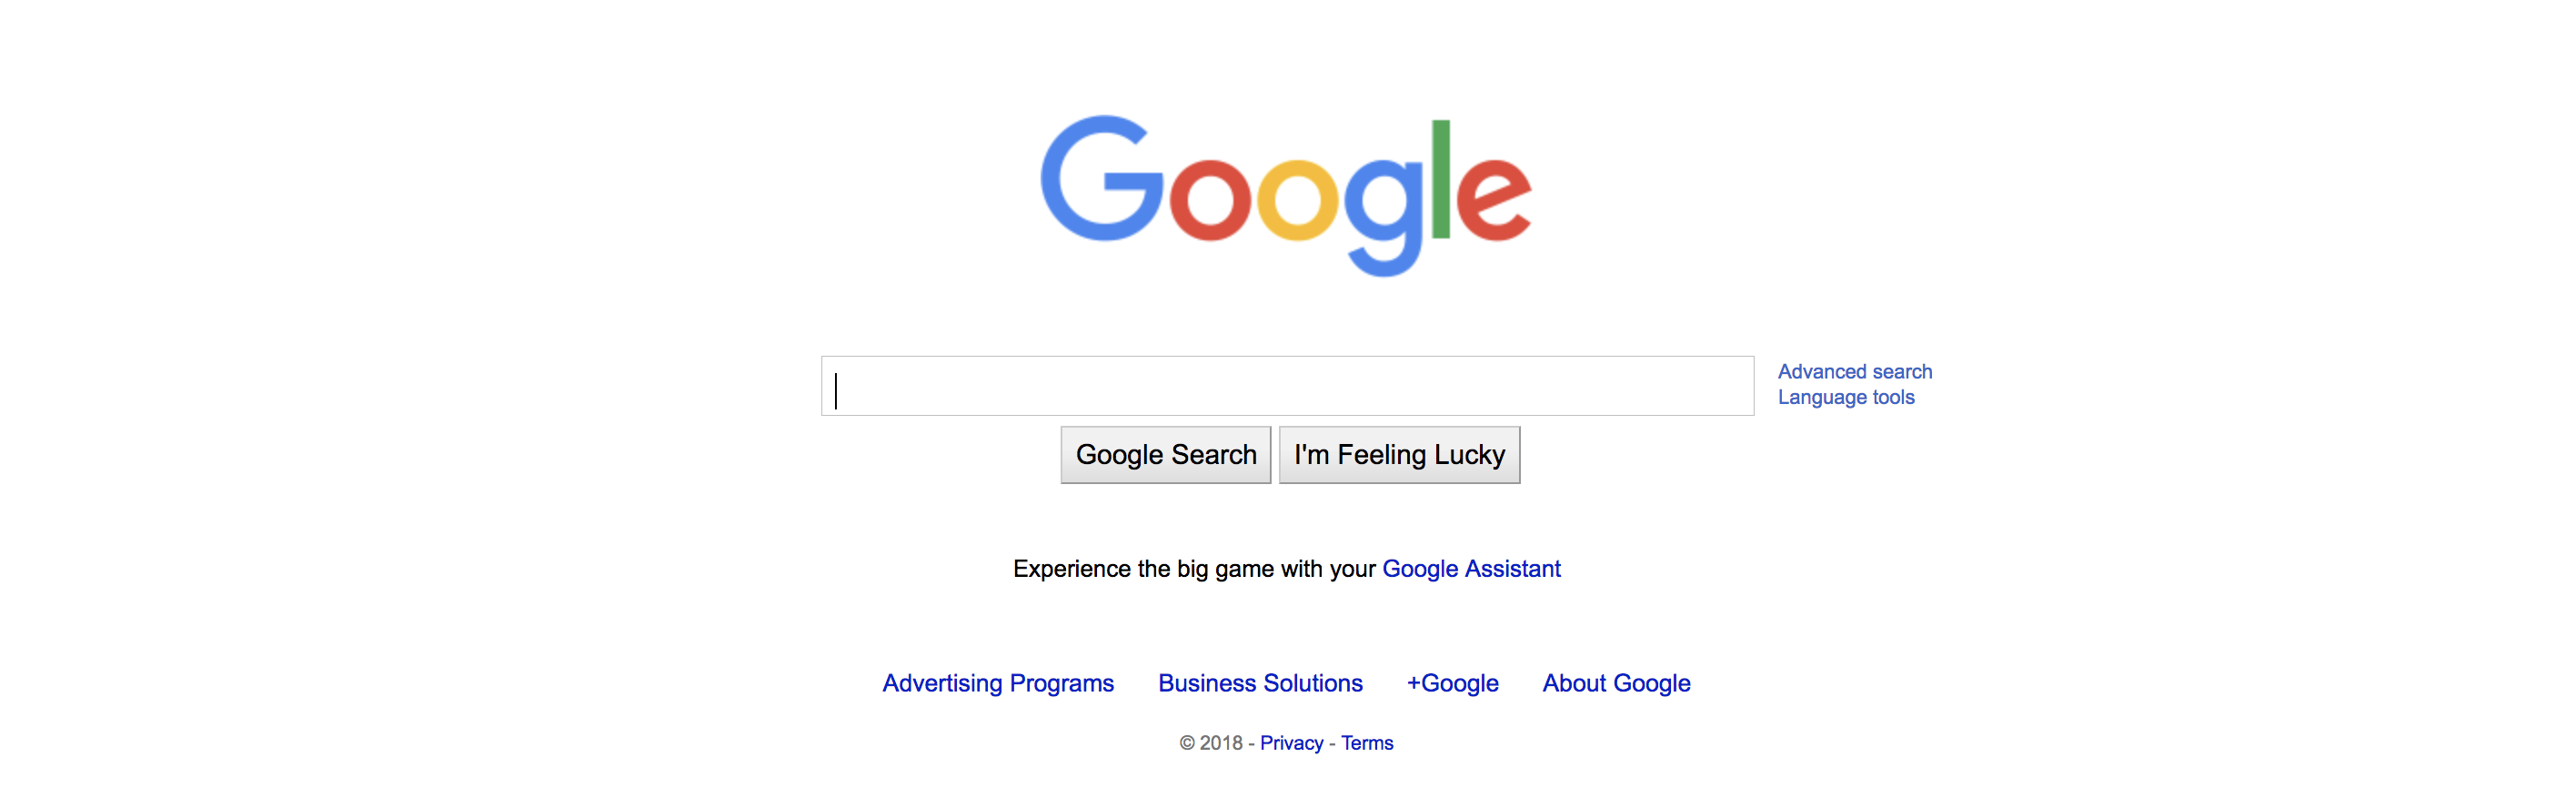 Google
Advanced search
Language tools
Google Search I'm Feeling Lucky
Experience the big game with your Google Assistant
Advertising Programs Business Solutions +Google About Google
© 2018 - Privacy - Terms